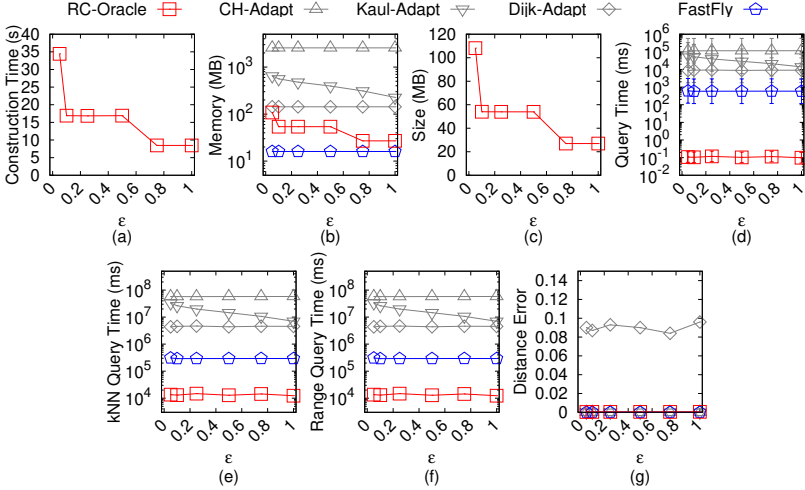 RC-Oracle CH-Adapt Kaul-Adapt Dijk-Adapt FastFly
Construction Time (s)
45
40
35
30
25
20
15
10
5
0
0 0.2 0.4 0.6 0.8 1
ε
(a)
Memory (MB)
10^3
10^2
10^1
0 0.2 0.4 0.6 0.8 1
ε
(b)
Size (MB)
120
100
80
60
40
20
0
0 0.2 0.4 0.6 0.8 1
ε
(c)
Query Time (ms)
10^6
10^5
10^4
10^3
10^2
10^1
10^0
10^-1
10^-2
0 0.2 0.4 0.6 0.8 1
ε
(d)
kNN Query Time (ms)
10^8
10^7
10^6
10^5
10^4
0 0.2 0.4 0.6 0.8 1
ε
(e)
Range Query Time (ms)
10^8
10^7
10^6
10^5
10^4
0 0.2 0.4 0.6 0.8 1
ε
(f)
Distance Error
0.14
0.12
0.1
0.08
0.06
0.04
0.02
0
0 0.2 0.4 0.6 0.8 1
ε
(g)